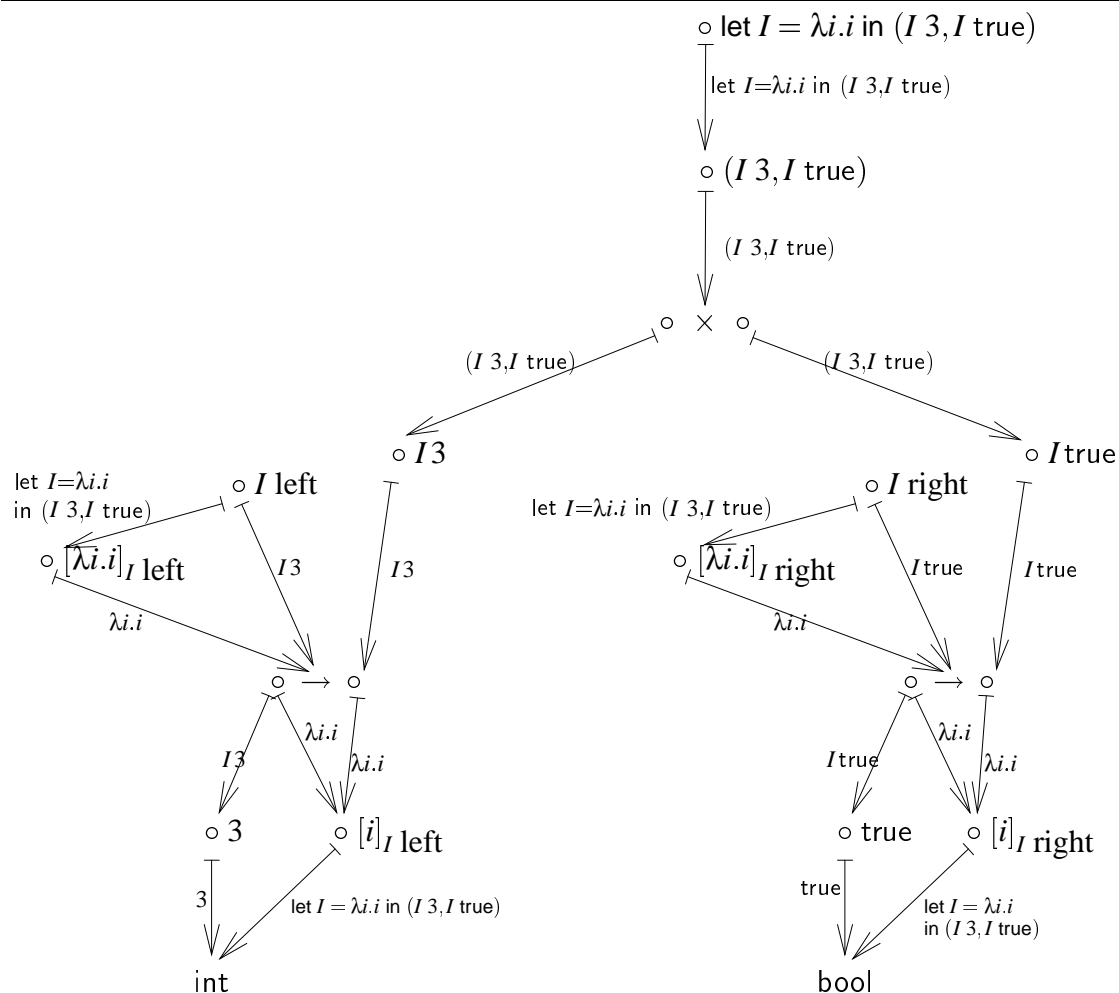 let I = λi.i in (I 3, I true)
let I=λi.i in (I 3,I true)
(I 3, I true)
(I 3,I true)
×
(I 3,I true)
(I 3,I true)
I 3
I true
let I=λi.i
in (I 3,I true)
I left
let I=λi.i in (I 3,I true)
I right
[λi.i]I left
I 3
I 3
[λi.i]I right
I true
I true
λi.i
λi.i
→
→
λi.i
λi.i
I 3
λi.i
I true
λi.i
3
[i]I left
true
[i]I right
3
let I = λi.i in (I 3, I true)
true
let I = λi.i
in (I 3, I true)
int
bool